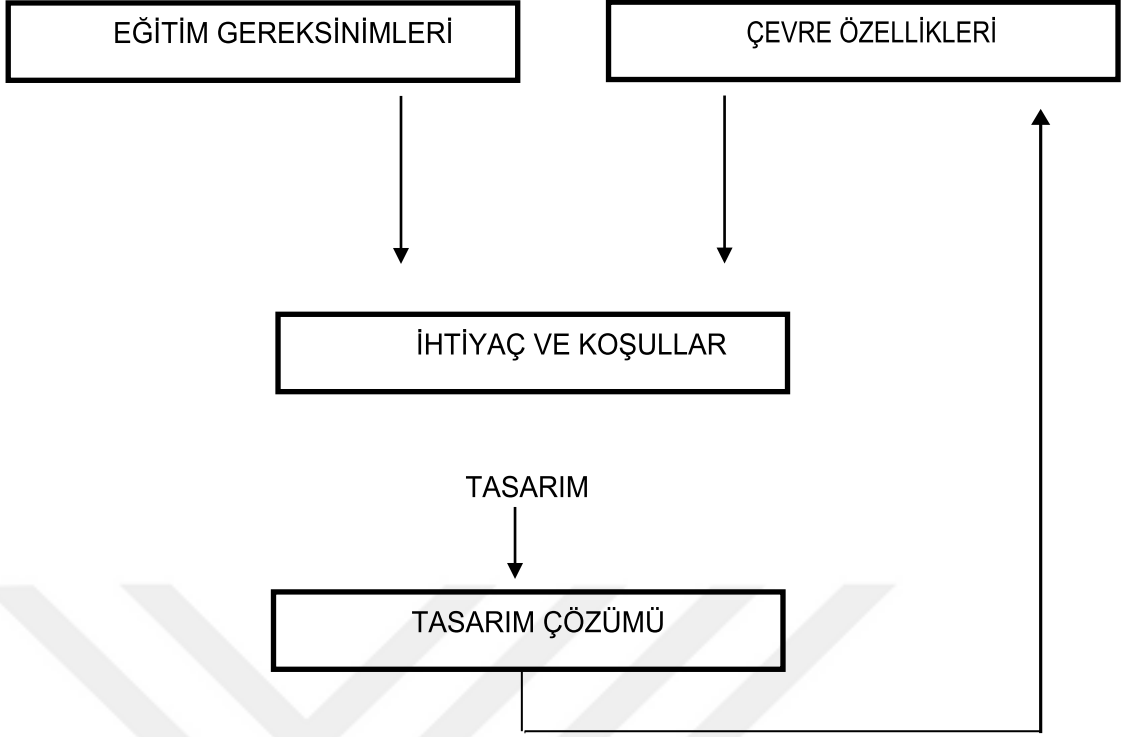 EĞİTİM GEREKSİNİMLERİ
ÇEVRE ÖZELLİKLERİ
İHTİYAÇ VE KOŞULLAR
TASARIM
TASARIM ÇÖZÜMÜ